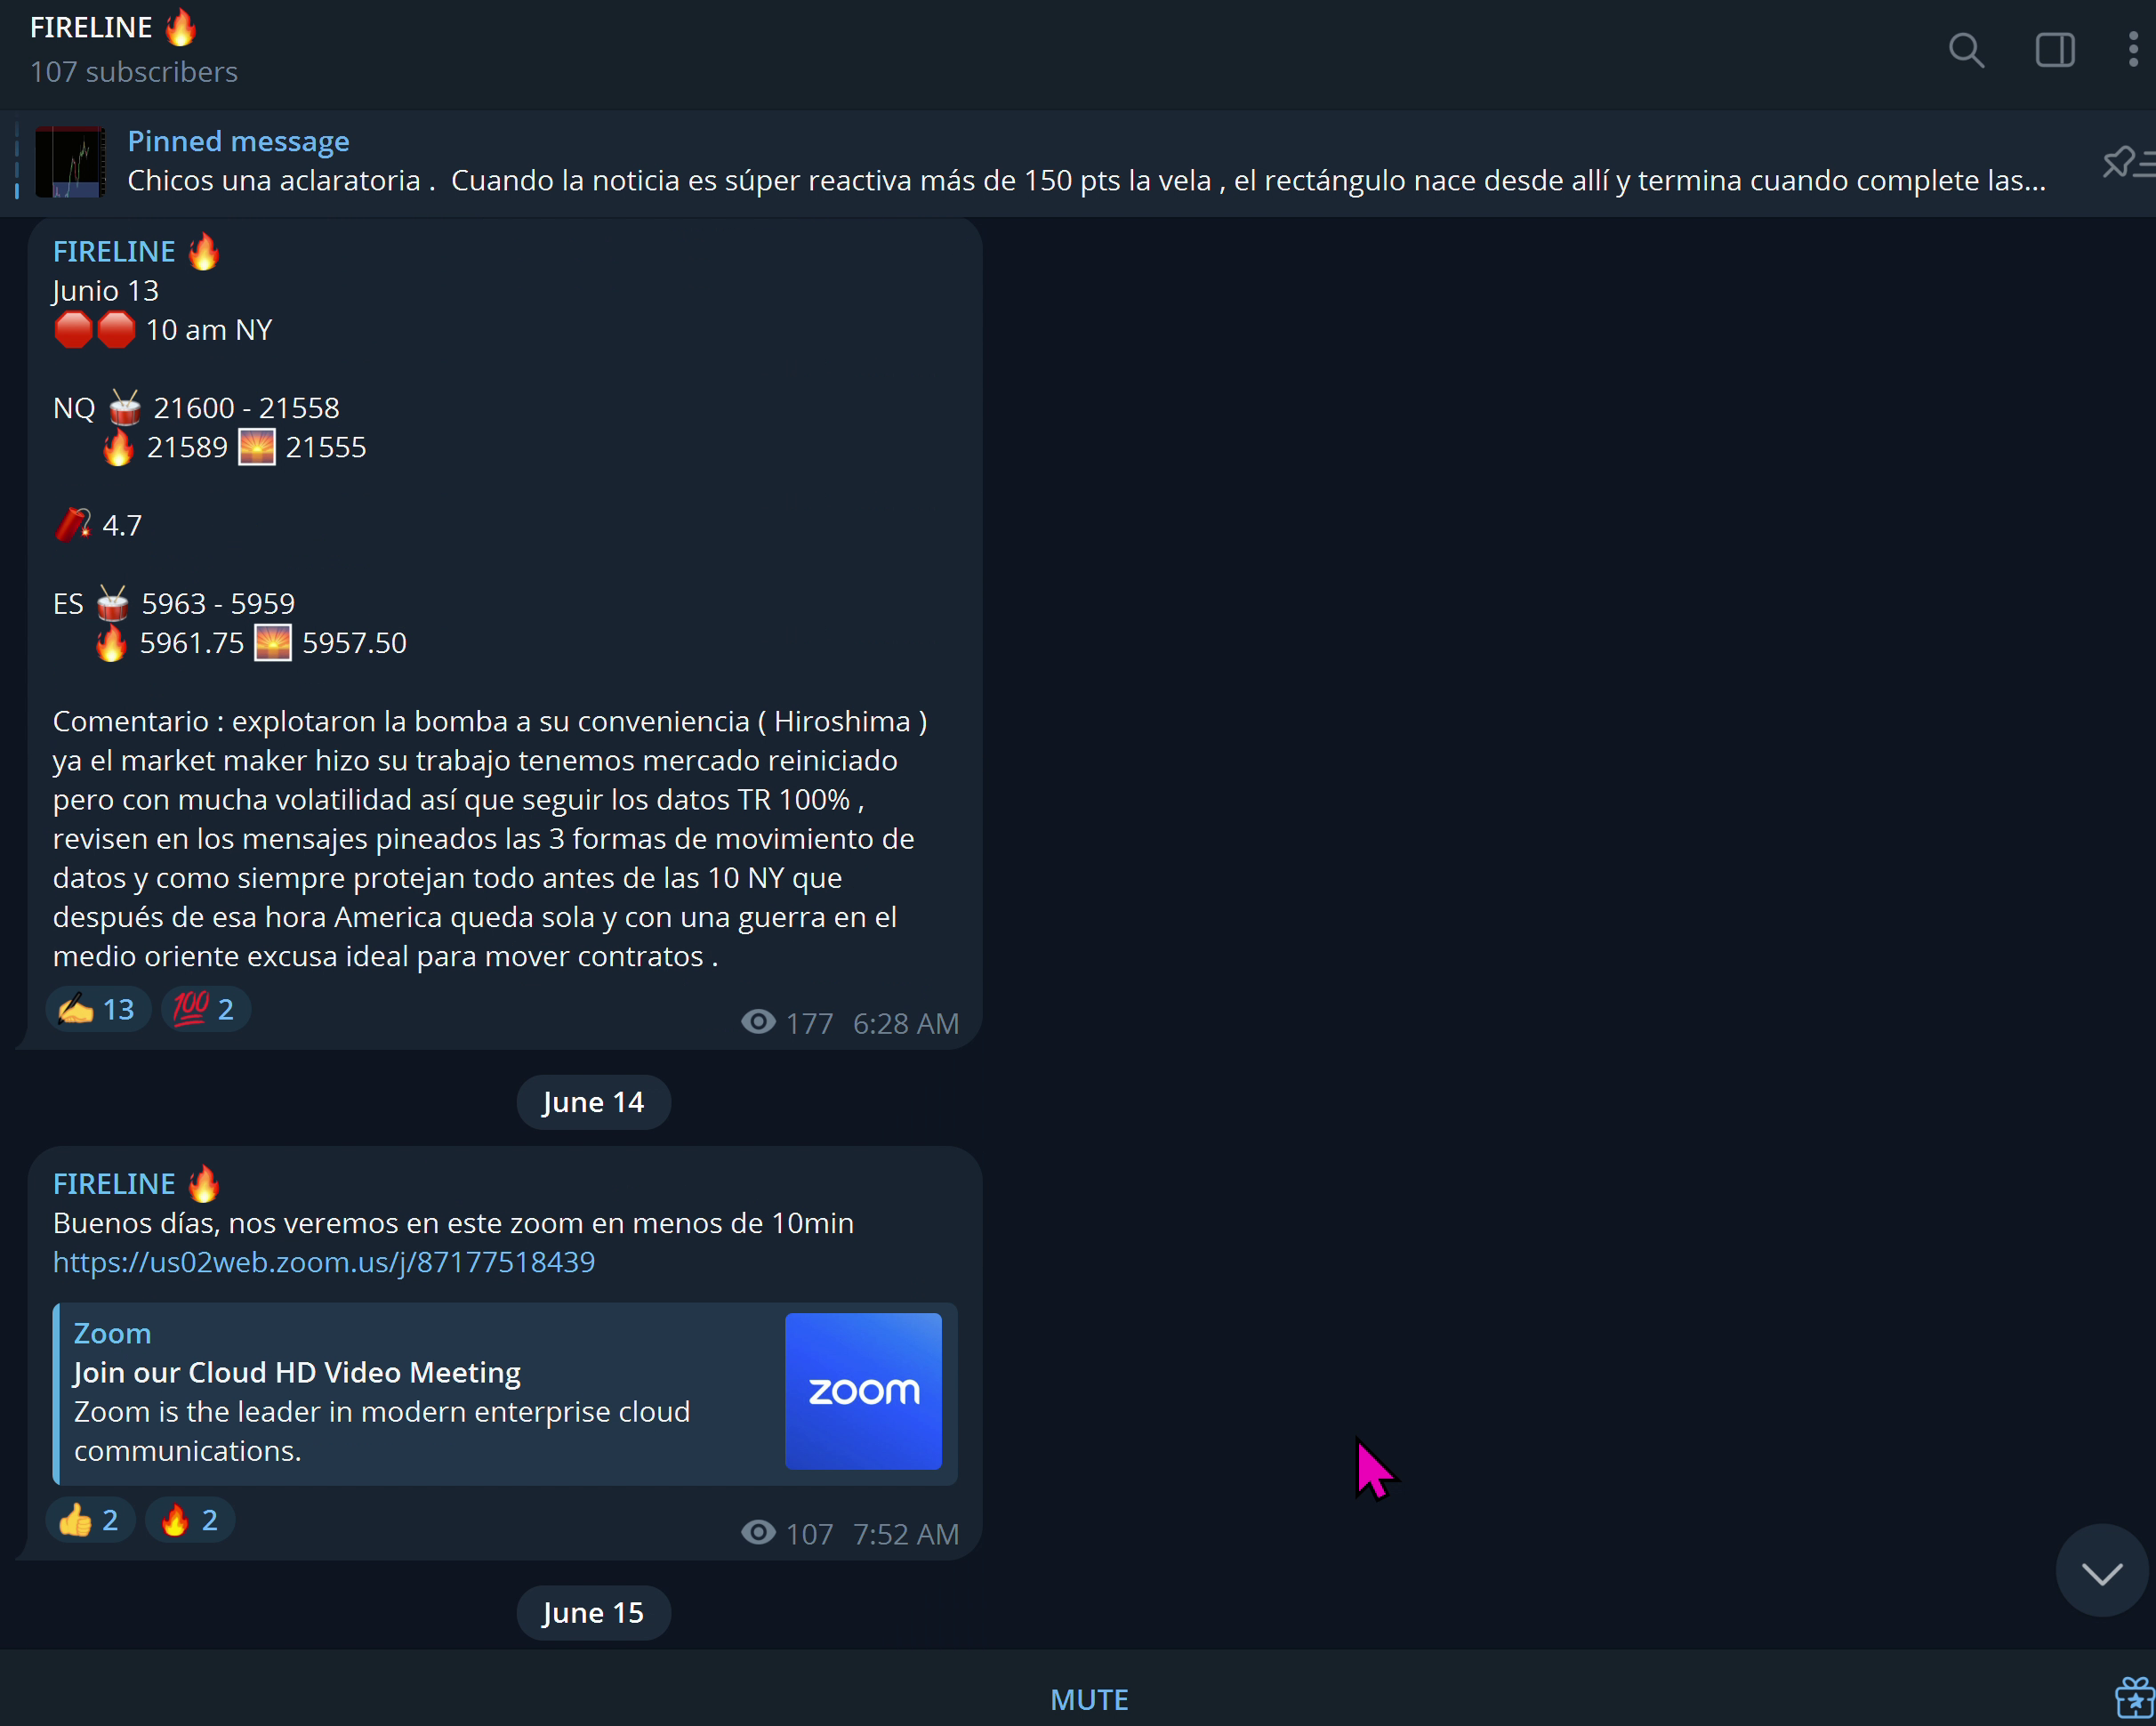 FIRELINE 🔥
107 subscribers
Pinned message
Chicos una aclaratoria .  Cuando la noticia es súper reactiva más de 150 pts la vela , el rectángulo nace desde allí y termina cuando complete las...
FIRELINE 🔥
Junio 13
🛑🛑 10 am NY
NQ 🥁 21600 - 21558
🔥 21589 🌅 21555
🧨 4.7
ES 🥁 5963 - 5959
🔥 5961.75 🌅 5957.50
Comentario : explotaron la bomba a su conveniencia ( Hiroshima )
ya el market maker hizo su trabajo tenemos mercado reiniciado
pero con mucha volatilidad así que seguir los datos TR 100% ,
revisen en los mensajes pineados las 3 formas de movimiento de
datos y como siempre protejan todo antes de las 10 NY que
después de esa hora America queda sola y con una guerra en el
medio oriente excusa ideal para mover contratos .
✍️ 13 💯 2 177 6:28 AM
June 14
FIRELINE 🔥
Buenos días, nos veremos en este zoom en menos de 10min
https://us02web.zoom.us/j/87177518439
Zoom
Join our Cloud HD Video Meeting
Zoom is the leader in modern enterprise cloud
communications.
zoom
👍 2 🔥 2 107 7:52 AM
June 15
MUTE